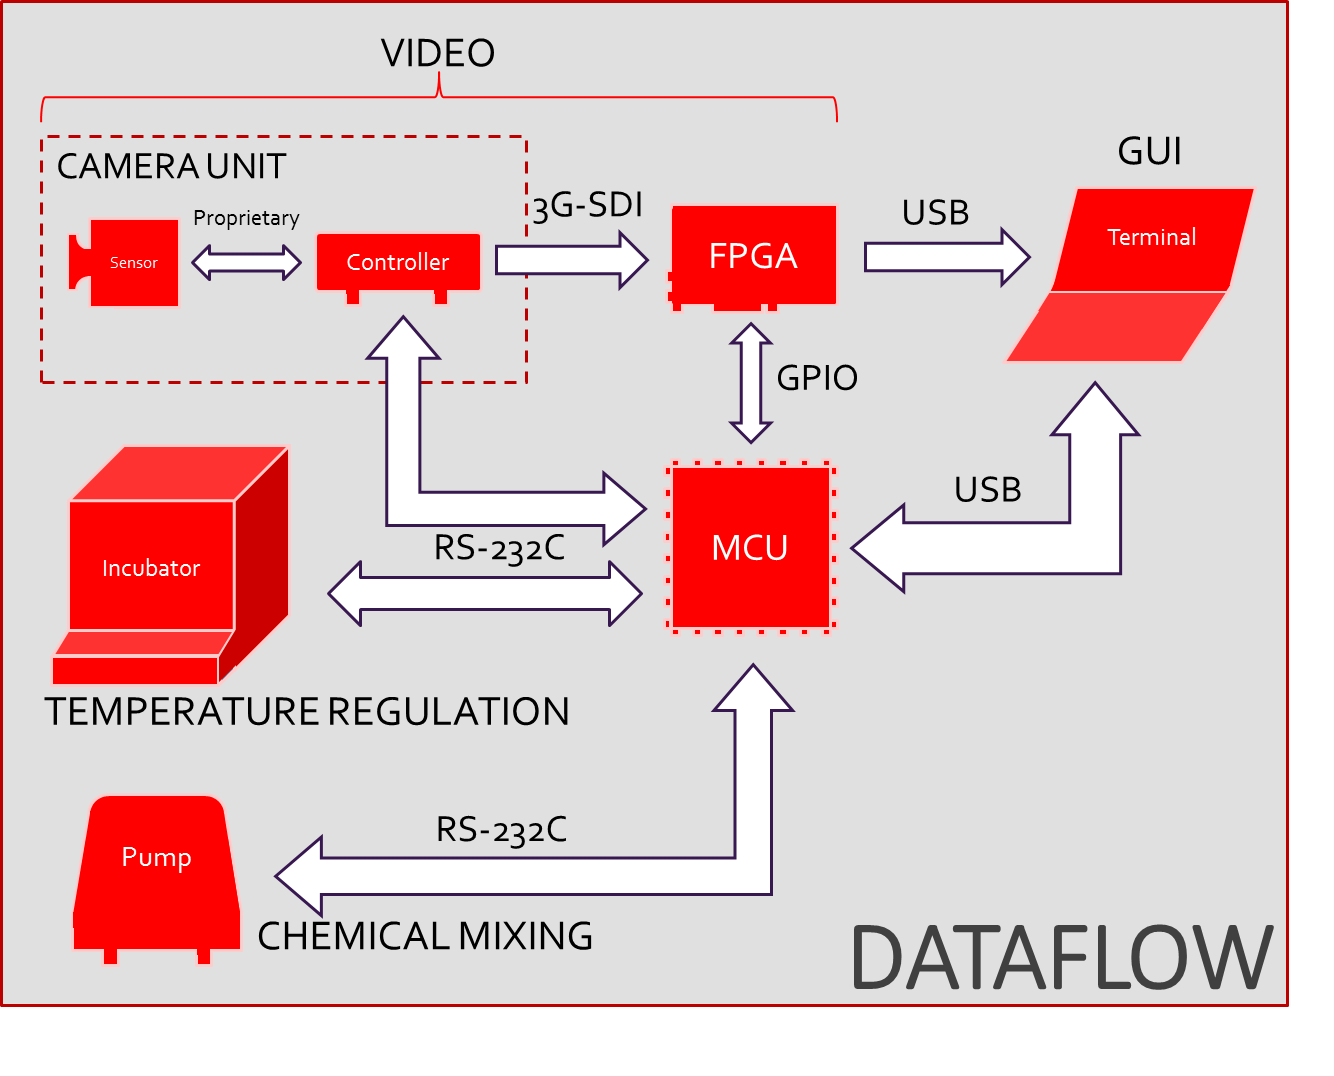 VIDEO
CAMERA UNIT
GUI
Proprietary
3G-SDI
USB
Sensor
Controller
FPGA
Terminal
GPIO
USB
RS-232C
MCU
Incubator
TEMPERATURE REGULATION
RS-232C
Pump
CHEMICAL MIXING
DATAFLOW